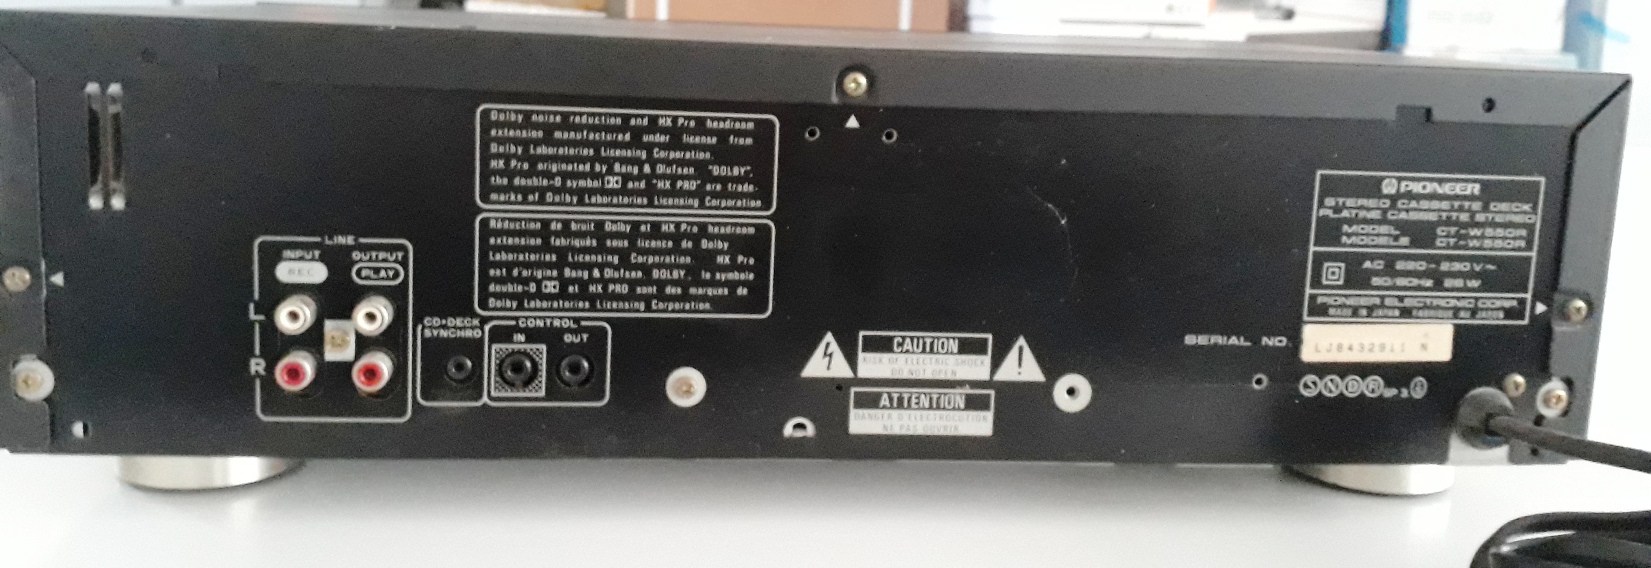 Dolby noise reduction and HX Pro headroom
extension manufactured under license from
Dolby Laboratories Licensing Corporation.
HX Pro originated by Bang & Olufsen. "DOLBY",
the double-D symbol and "HX PRO" are trade-
marks of Dolby Laboratories Licensing Corporation
Réduction de bruit Dolby et HX Pro headroom
extension fabriqués sous licence de Dolby
Laboratories Licensing Corporation. HX Pro
est d'origine Bang & Olufsen. DOLBY, le symbole
double-D et HX PRO sont des marques de
Dolby Laboratories Licensing Corporation.
LINE
INPUT OUTPUT
REC PLAY
L
R
CD•DECK
SYNCHRO
CONTROL
IN OUT
CAUTION
RISK OF ELECTRIC SHOCK
DO NOT OPEN
ATTENTION
DANGER D'ELECTROCUTION
NE PAS OUVRIR
PIONEER
STEREO CASSETTE DECK
PLATINE CASSETTE STEREO
MODEL CT-W550R
MODELE CT-W550R
AC 220-230V~
50/60Hz 26W
PIONEER ELECTRONIC CORP.
MADE IN JAPAN FABRIQUE AU JAPON
SERIAL NO.
S N D R